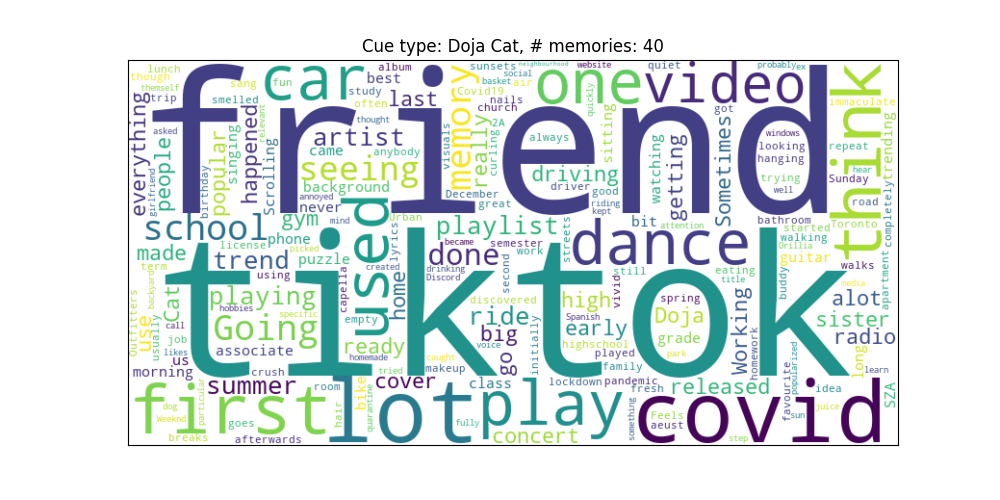 Cue type: Doja Cat, # memories: 40
lunch
though
themself
trip
smelled
sang
fun
car
album
best
study
often
last
sunsets
neighbourhood
social
air
basket
Covid19
nails
church
website
one
quickly
video
quiet
probably
ex
immaculate
think
friend
everything
asked
people
girlfriend
birthday
popular
singing
relevant
happened
Scrolling
thought
artist
came
anybody
seeing
background
annoyed
never
visuals
memory
really
2A
curling
December
great
always
driving
driver
good
riding
kept
sitting
watching
getting
Sometimes
got
windows
looking
hanging
trying
well
repeat
trending
Sunday
hear
road
completely
school
made
term
trend
license
using
gym
phone
puzzle
picked
mind
used
Urban
lyrics
home
created
capella
playlist
done
became
semester
drinking
Discord
second
work
streets
dance
bit
attention
still
bathroom
started
walking
eating
title
Toronto
guitar
Orillia
buddy
walks
apartment
tiktok
Outfitters
backyard
Cat
hobbies
playing
specific
Going
associate
use
usually
job
call
likes
us
morning
crush
empty
ready
homemade
tried
caught
makeup
voice
ride
big
go
discovered
initially
high
early
Spanish
highschool
played
family
vivid
spring
Doja
grade
park
Working
homework
alot
media
sister
radio
long
learn
first
summer
room
cover
class
lockdown
pandemic
fresh
released
favourite
popularized
idea
SZA
dog
Weeknd
particular
breaks
goes
afterwards
hair
bike
quarantine
lot
fully
play
concert
something
Feels
aeust
step
covid
sun
juice